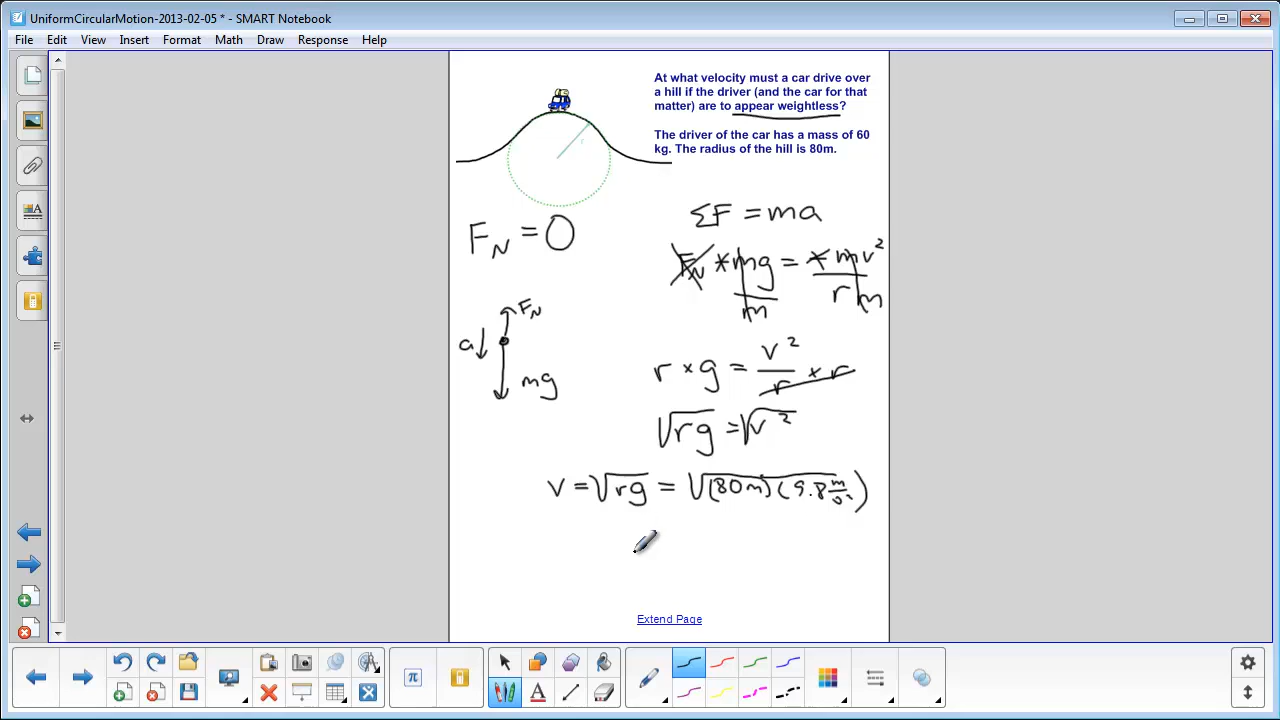 UniformCircularMotion-2013-02-05 * - SMART Notebook
File Edit View Insert Format Math Draw Response Help
At what velocity must a car drive over
a hill if the driver (and the car for that
matter) are to appear weightless?
The driver of the car has a mass of 60
kg. The radius of the hill is 80m.
F_N = 0
ΣF = ma
F_N - mg = - mv²
m r m
F_N
a
mg
r × g = v²/r × r
√rg = √v²
v = √rg = √(80m)(9.8 m/s²)
Extend Page
π
A